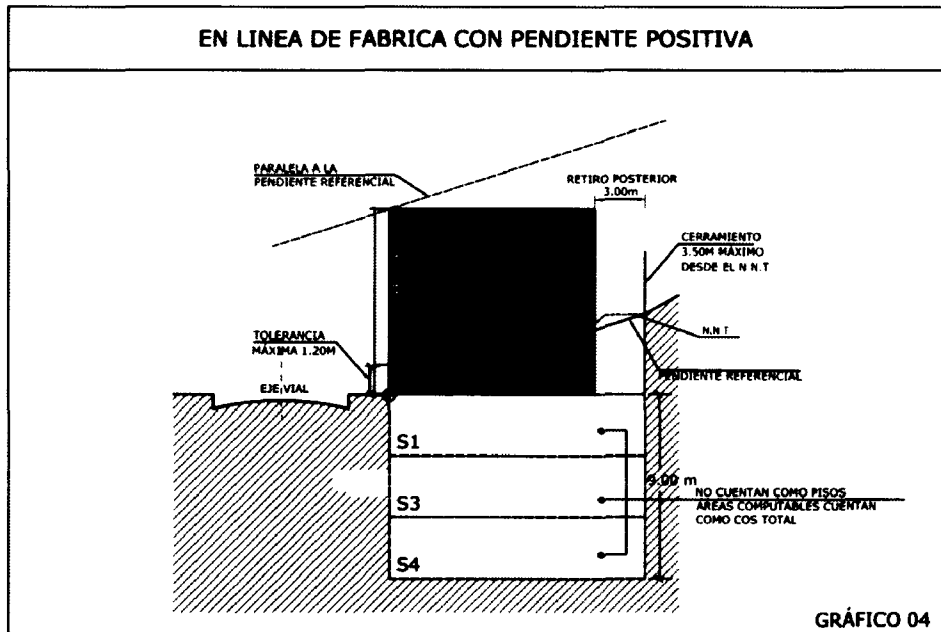 EN LINEA DE FABRICA CON PENDIENTE POSITIVA
PARALELA A LA
PENDIENTE REFERENCIAL
RETIRO POSTERIOR
3.00m
CERRAMIENTO
3.50M MÁXIMO
DESDE EL N N.T
TOLERANCIA
MÁXIMA 1.20M
N.N T
PENDIENTE REFERENCIAL
EJE VIAL
S1
9.00 m
S3
NO CUENTAN COMO PISOS
AREAS COMPUTABLES CUENTAN
COMO COS TOTAL
S4
GRÁFICO 04